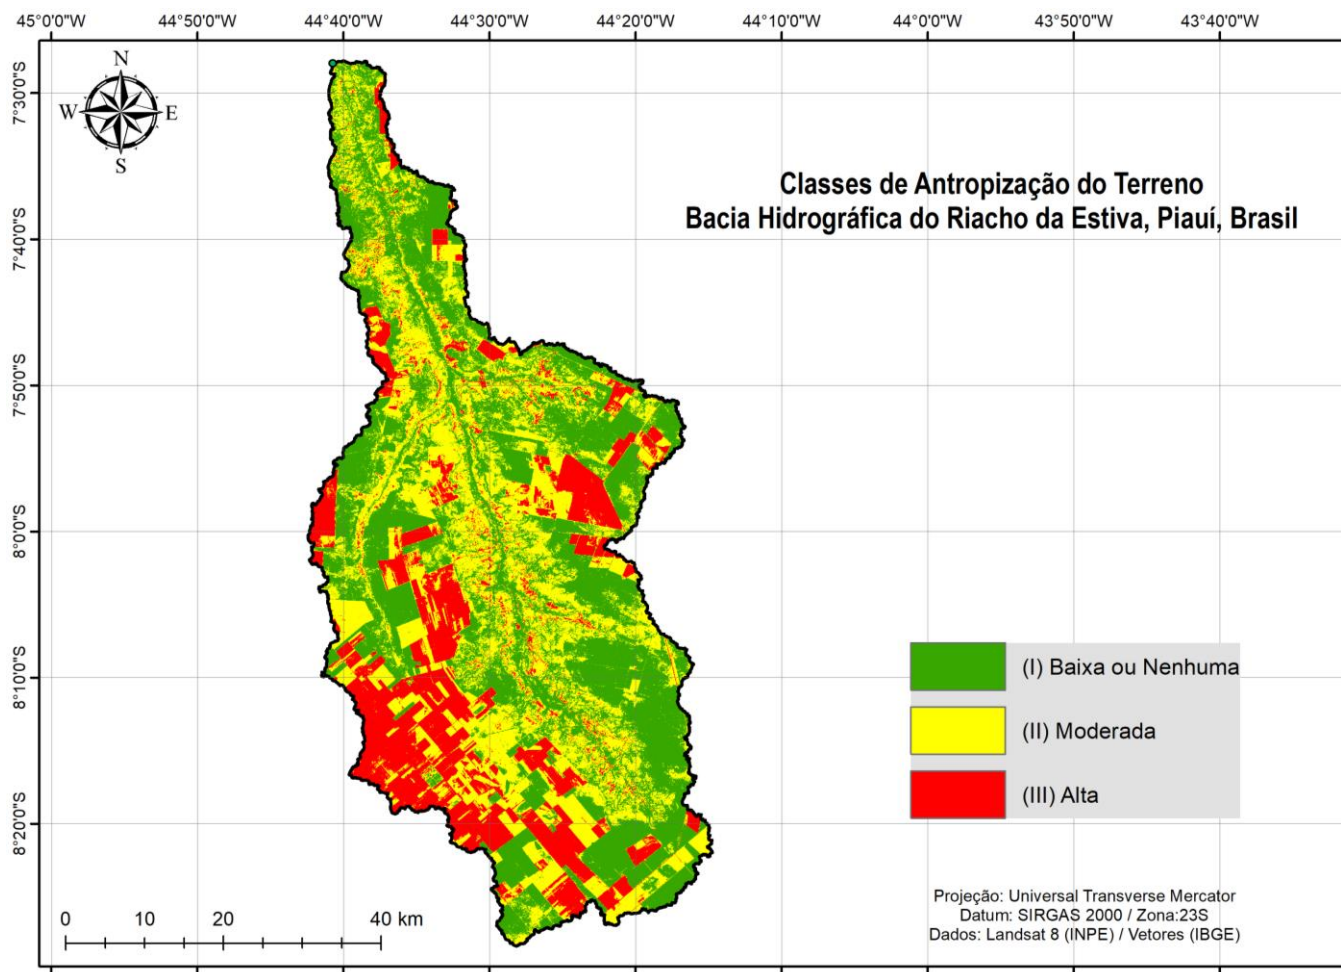 45°0'0"W 44°50'0"W 44°40'0"W 44°30'0"W 44°20'0"W 44°10'0"W 44°0'0"W 43°50'0"W 43°40'0"W
N
W E
S
7°30'0"S
7°40'0"S
7°50'0"S
8°0'0"S
8°10'0"S
8°20'0"S
Classes de Antropização do Terreno
Bacia Hidrográfica do Riacho da Estiva, Piauí, Brasil
(I) Baixa ou Nenhuma
(II) Moderada
(III) Alta
0 10 20 40 km
Projeção: Universal Transverse Mercator
Datum: SIRGAS 2000 / Zona:23S
Dados: Landsat 8 (INPE) / Vetores (IBGE)